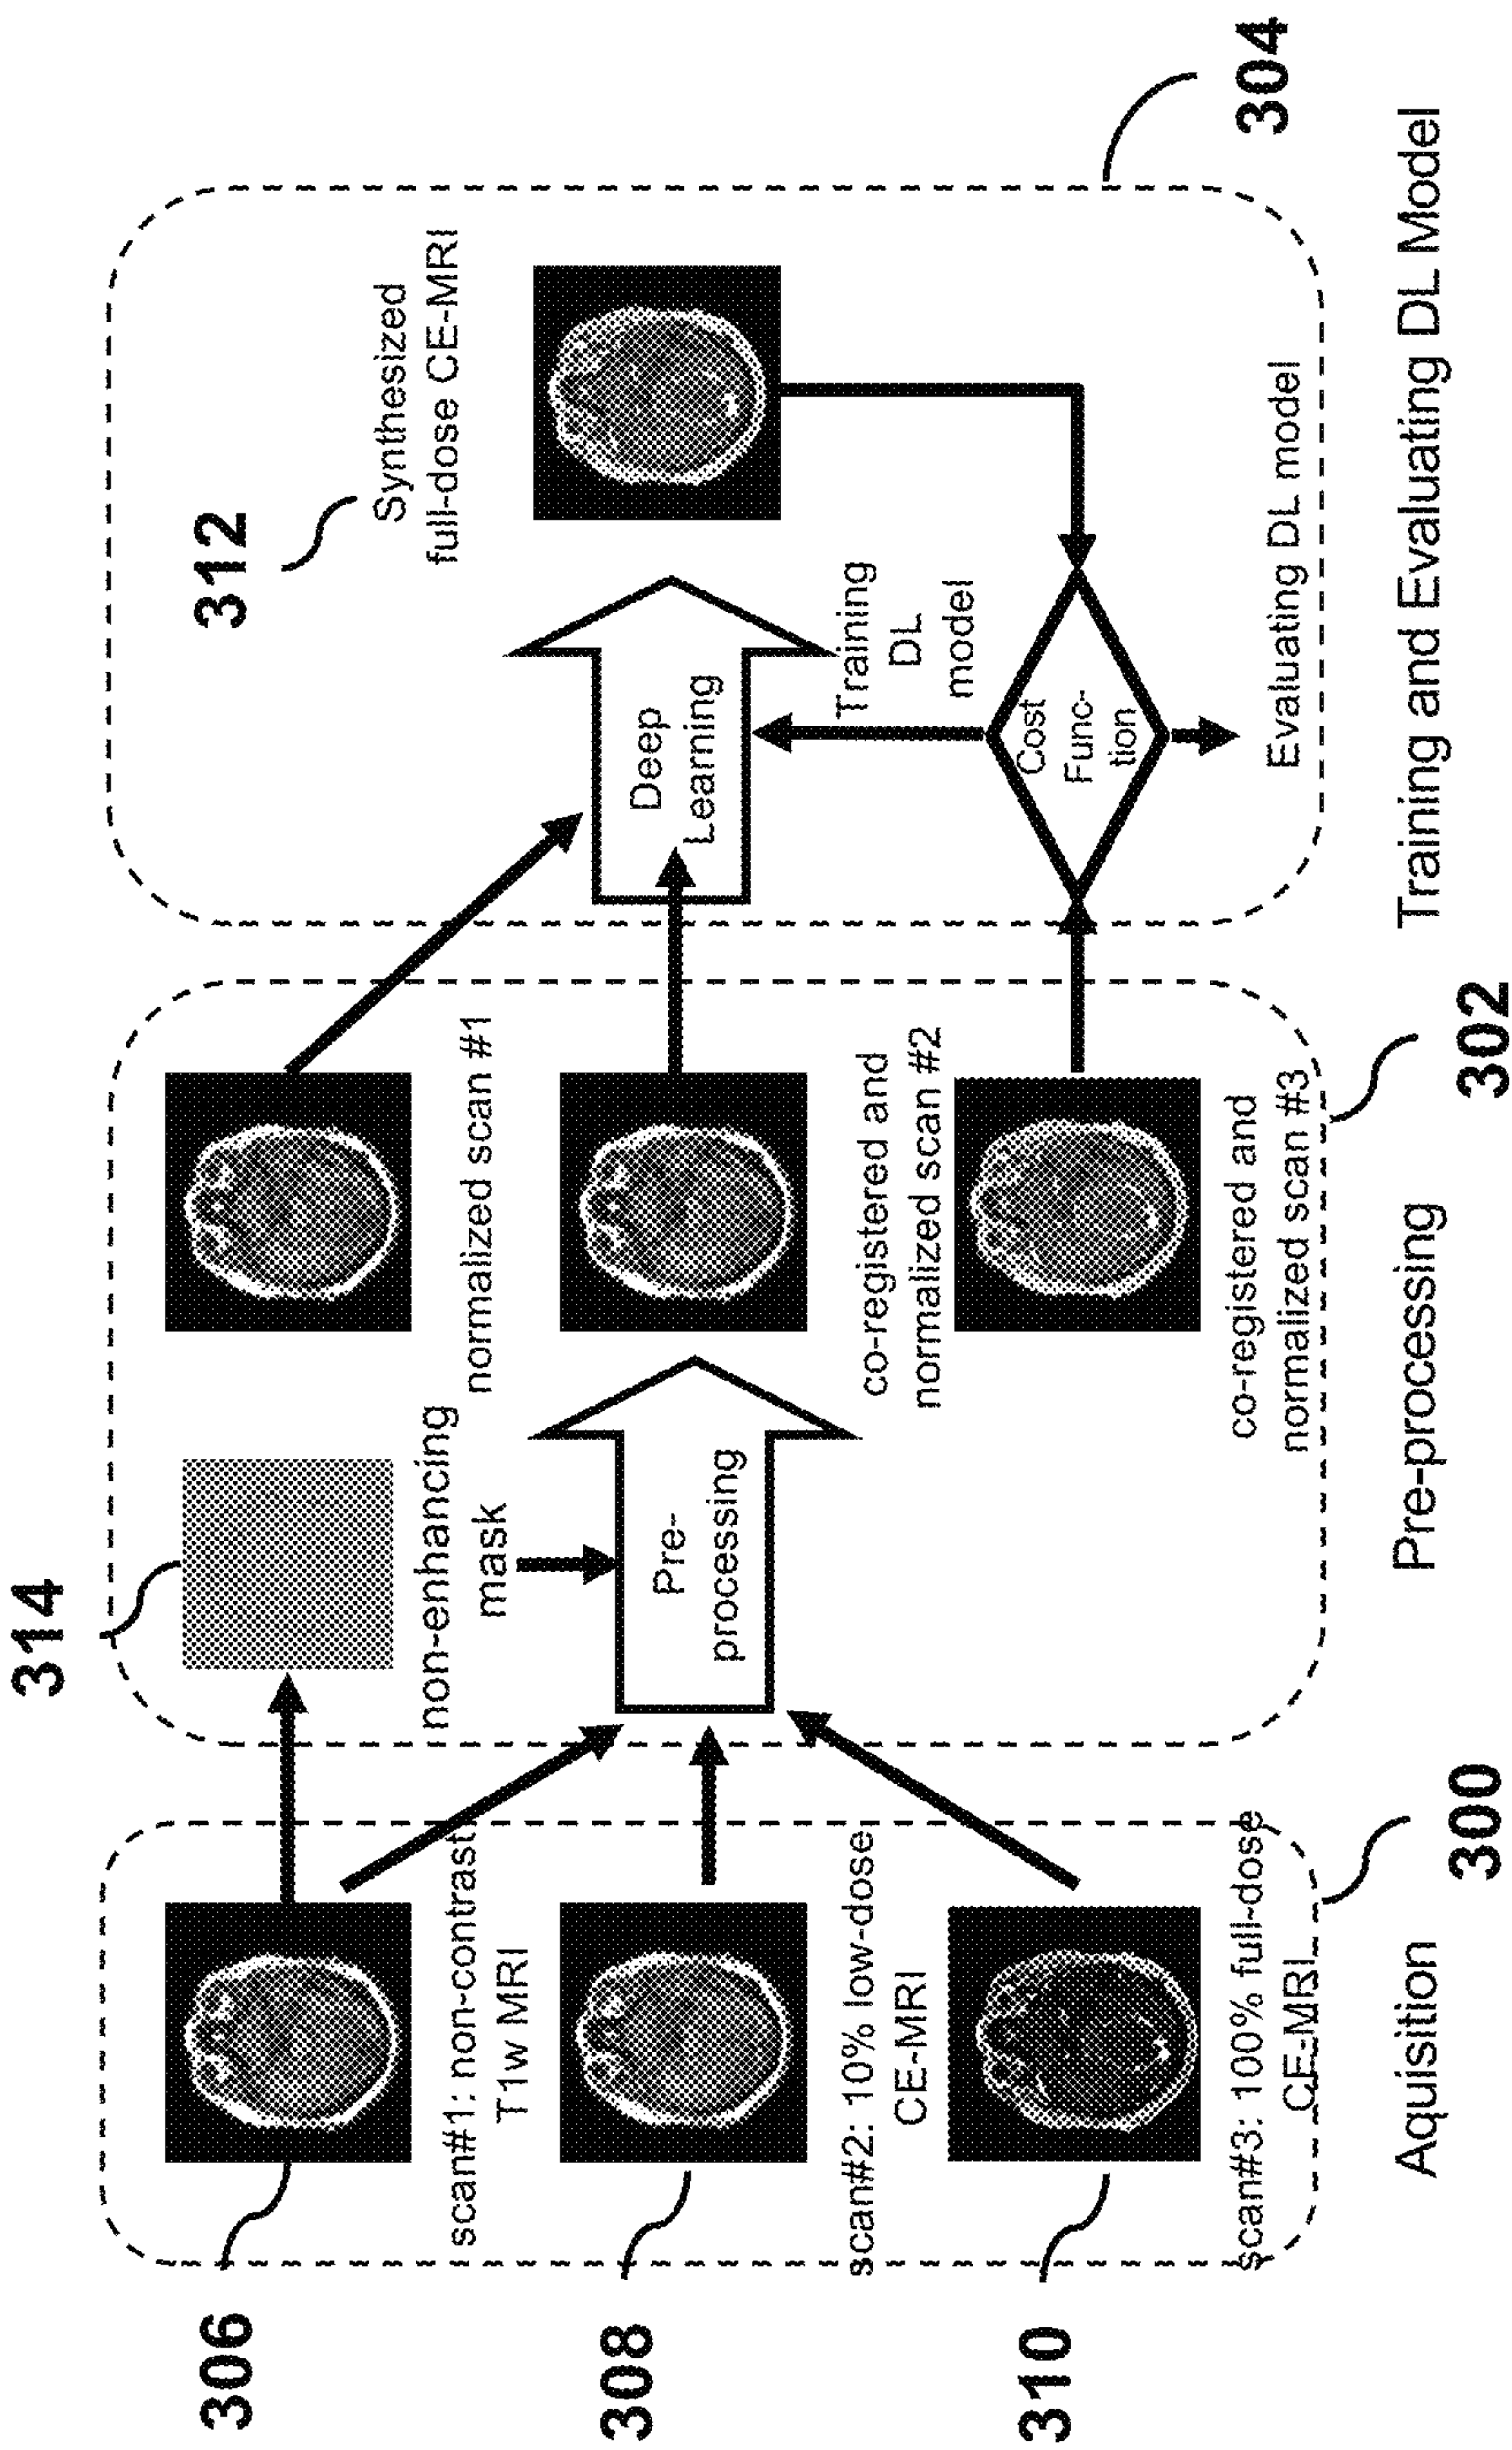 306
scan#1: non-contrast
T1w MRI
308
scan#2: 10% low-dose
CE-MRI
310
scan#3: 100% full-dose
CE-MRI
300
Aquisition
314
non-enhancing
mask
Pre-
processing
normalized scan #1
co-registered and
normalized scan #2
co-registered and
normalized scan #3
302
Pre-processing
312
Synthesized
full-dose CE-MRI
Deep
Learning
Training
DL
model
Cost
Func-
tion
Evaluating DL model
304
Training and Evaluating DL Model